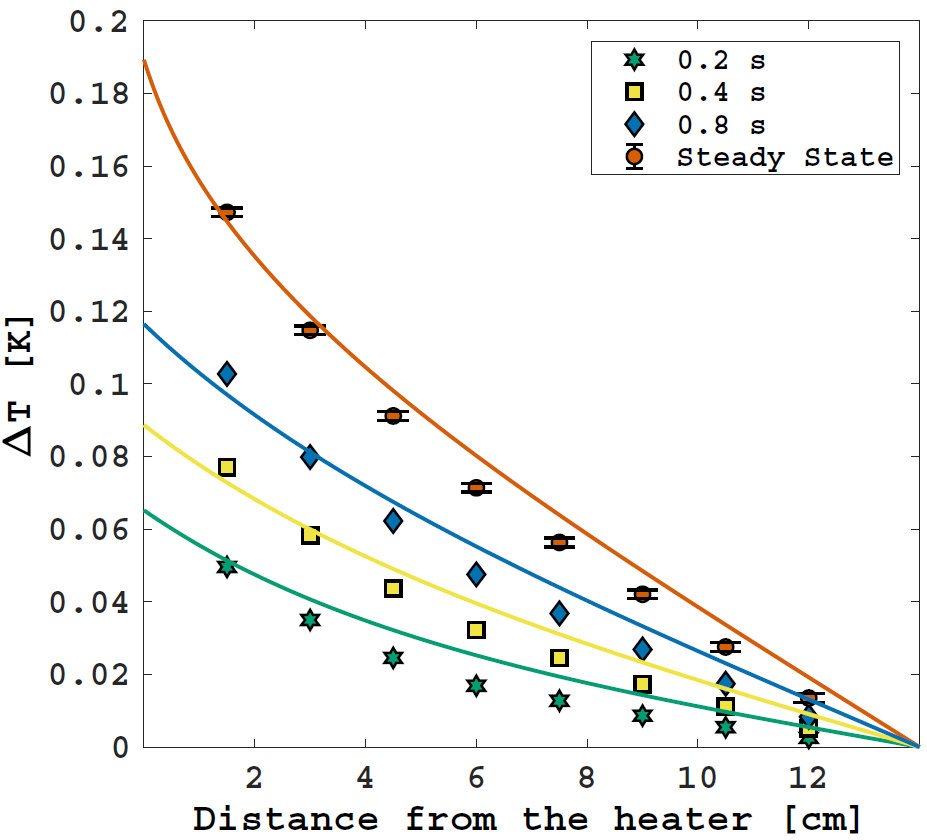 0.2
0.18
0.16
0.14
0.12
0.1
0.08
0.06
0.04
0.02
0
ΔT [K]
0.2 s
0.4 s
0.8 s
Steady State
2 4 6 8 10 12
Distance from the heater [cm]